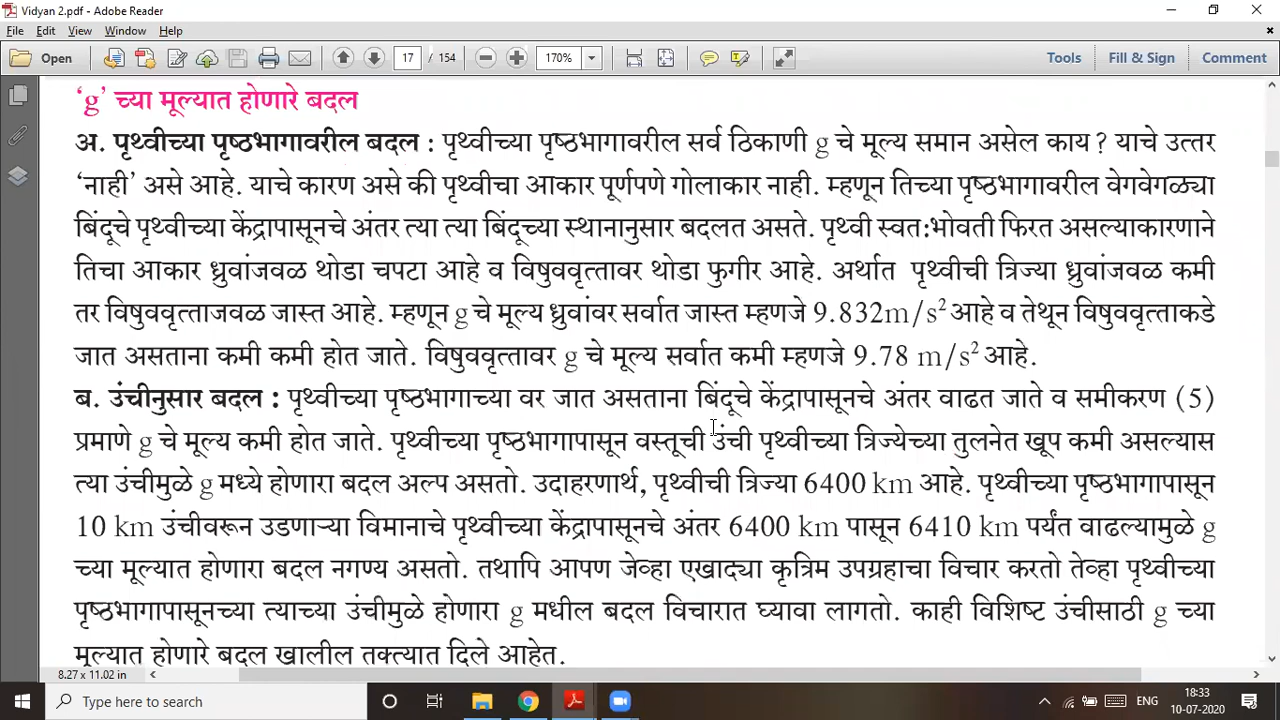 Vidyan 2.pdf - Adobe Reader
File Edit View Window Help
Open 17 / 154 170% Tools Fill & Sign Comment
'g' च्या मूल्यात होणारे बदल
अ. पृथ्वीच्या पृष्ठभागावरील बदल : पृथ्वीच्या पृष्ठभागावरील सर्व ठिकाणी g चे मूल्य समान असेल काय? याचे उत्तर
'नाही' असे आहे. याचे कारण असे की पृथ्वीचा आकार पूर्णपणे गोलाकार नाही. म्हणून तिच्या पृष्ठभागावरील वेगवेगळ्या
बिंदूचे पृथ्वीच्या केंद्रापासूनचे अंतर त्या त्या बिंदूच्या स्थानानुसार बदलत असते. पृथ्वी स्वत:भोवती फिरत असल्याकारणाने
तिचा आकार ध्रुवांजवळ थोडा चपटा आहे व विषुववृत्तावर थोडा फुगीर आहे. अर्थात पृथ्वीची त्रिज्या ध्रुवांजवळ कमी
तर विषुववृत्ताजवळ जास्त आहे. म्हणून g चे मूल्य ध्रुवांवर सर्वात जास्त म्हणजे 9.832m/s² आहे व तेथून विषुववृत्ताकडे
जात असताना कमी कमी होत जाते. विषुववृत्तावर g चे मूल्य सर्वात कमी म्हणजे 9.78 m/s² आहे.
ब. उंचीनुसार बदल : पृथ्वीच्या पृष्ठभागाच्या वर जात असताना बिंदूचे केंद्रापासूनचे अंतर वाढत जाते व समीकरण (5)
प्रमाणे g चे मूल्य कमी होत जाते. पृथ्वीच्या पृष्ठभागापासून वस्तूची उंची पृथ्वीच्या त्रिज्येच्या तुलनेत खूप कमी असल्यास
त्या उंचीमुळे g मध्ये होणारा बदल अल्प असतो. उदाहरणार्थ, पृथ्वीची त्रिज्या 6400 km आहे. पृथ्वीच्या पृष्ठभागापासून
10 km उंचीवरून उडणाऱ्या विमानाचे पृथ्वीच्या केंद्रापासूनचे अंतर 6400 km पासून 6410 km पर्यंत वाढल्यामुळे g
च्या मूल्यात होणारा बदल नगण्य असतो. तथापि आपण जेव्हा एखाद्या कृत्रिम उपग्रहाचा विचार करतो तेव्हा पृथ्वीच्या
पृष्ठभागापासूनच्या त्याच्या उंचीमुळे होणारा g मधील बदल विचारात घ्यावा लागतो. काही विशिष्ट उंचीसाठी g च्या
मूल्यात होणारे बदल खालील तक्त्यात दिले आहेत.
8.27 x 11.02 in
Type here to search
ENG
18:33
10-07-2020